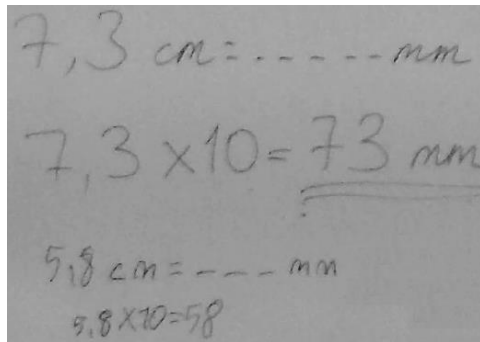 7,3 cm = ..---- mm
7,3 × 10 = 73 mm
5,8 cm = --- mm
5,8 × 10 = 58